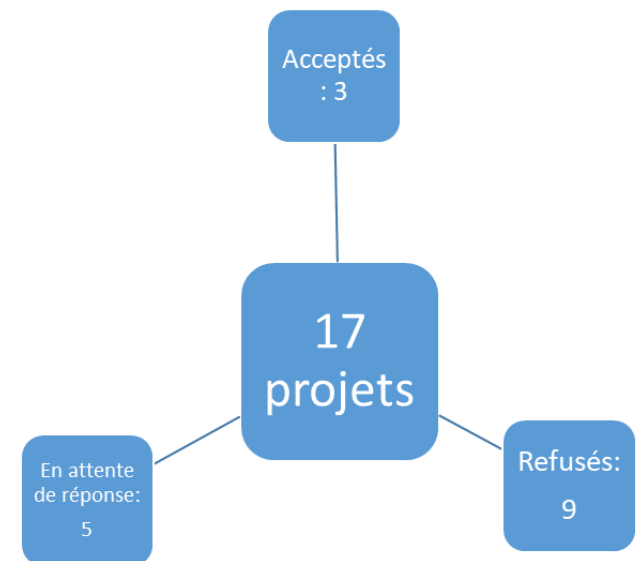 Acceptés
: 3
17
projets
En attente
de réponse:
5
Refusés:
9